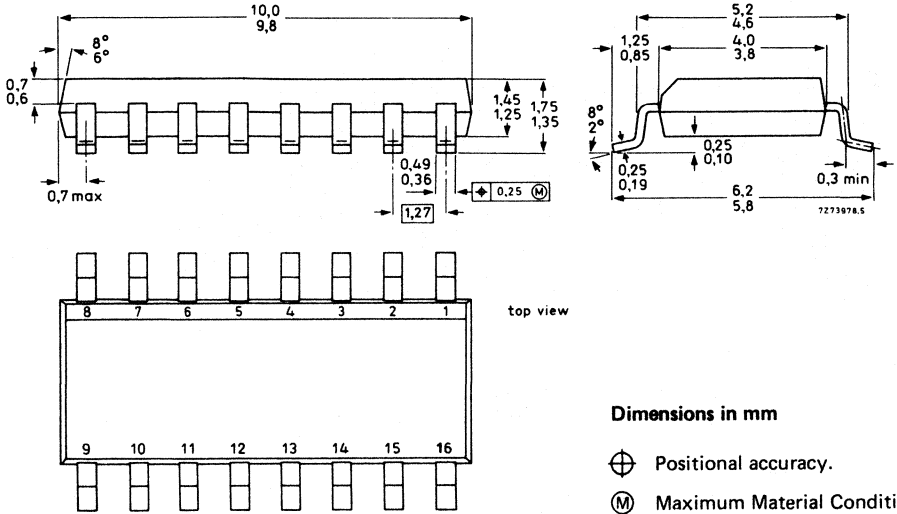 10,0
9,8
8°
6°
0,7
0,6
1,45
1,25
1,75
1,35
0,49
0,36
0,7 max
0,25 M
1,27
5,2
4,6
1,25
0,85
4,0
3,8
8°
2°
0,25
0,10
0,25
0,19
0,3 min
6,2
5,8
7Z73978.5
8 7 6 5 4 3 2 1
top view
9 10 11 12 13 14 15 16
Dimensions in mm
Positional accuracy.
M Maximum Material Conditi